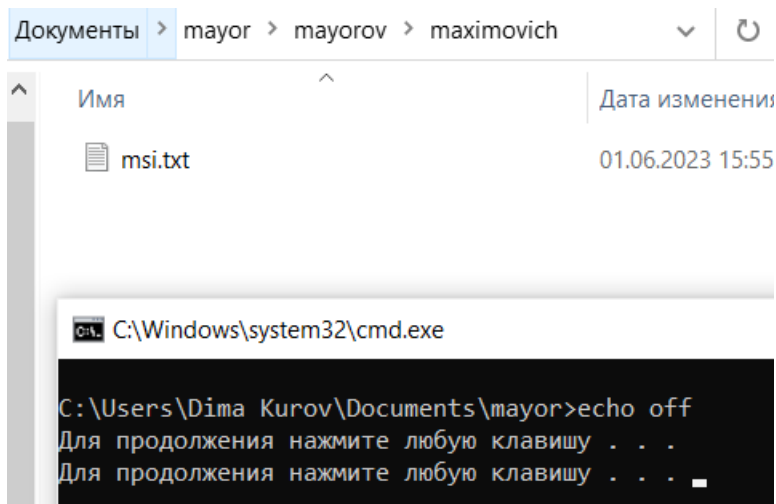 Документы > mayor > mayorov > maximovich
Имя Дата изменения
msi.txt 01.06.2023 15:55
C:\Windows\system32\cmd.exe
C:\Users\Dima Kurov\Documents\mayor>echo off
Для продолжения нажмите любую клавишу . . .
Для продолжения нажмите любую клавишу . . .